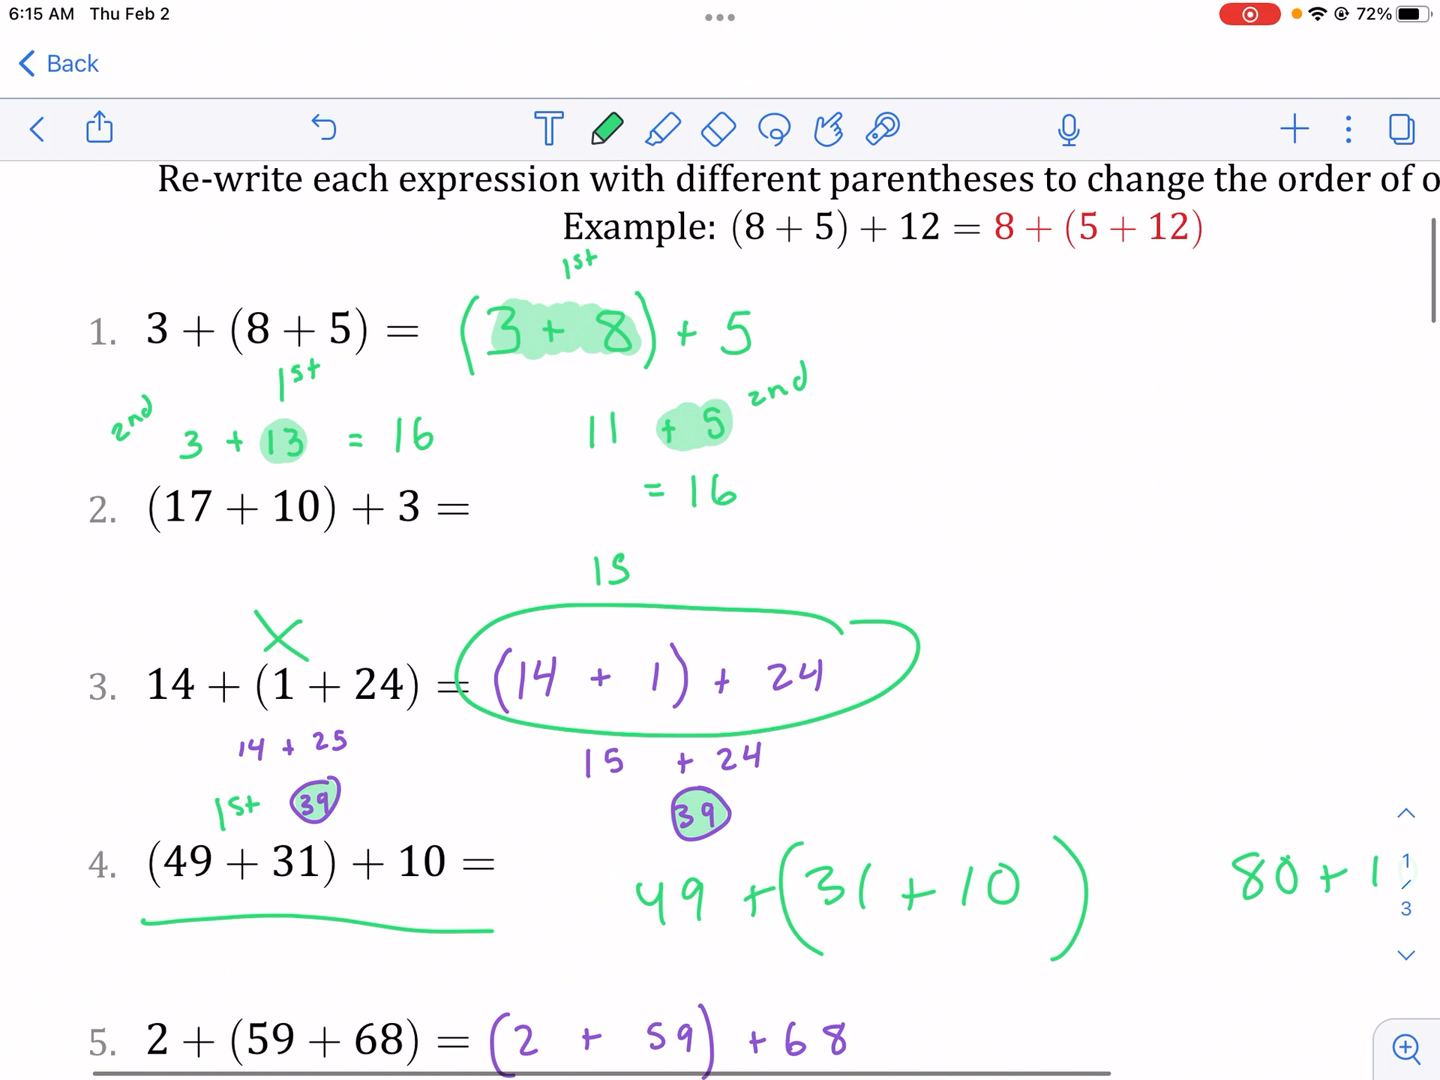 6:15 AM Thu Feb 2
72%
Back
Re-write each expression with different parentheses to change the order of o
Example: (8 + 5) + 12 = 8 + (5 + 12)
1st
1. 3 + (8 + 5) = (3 + 8) + 5
1st
2nd
2nd
3 + 13 = 16
11 + 5
= 16
2. (17 + 10) + 3 =
15
X
3. 14 + (1 + 24) = (14 + 1) + 24
14 + 25
15 + 24
1st 39
39
4. (49 + 31) + 10 =
49 + (31 + 10)
80 + 1
1
3
5. 2 + (59 + 68) = (2 + 59) + 68